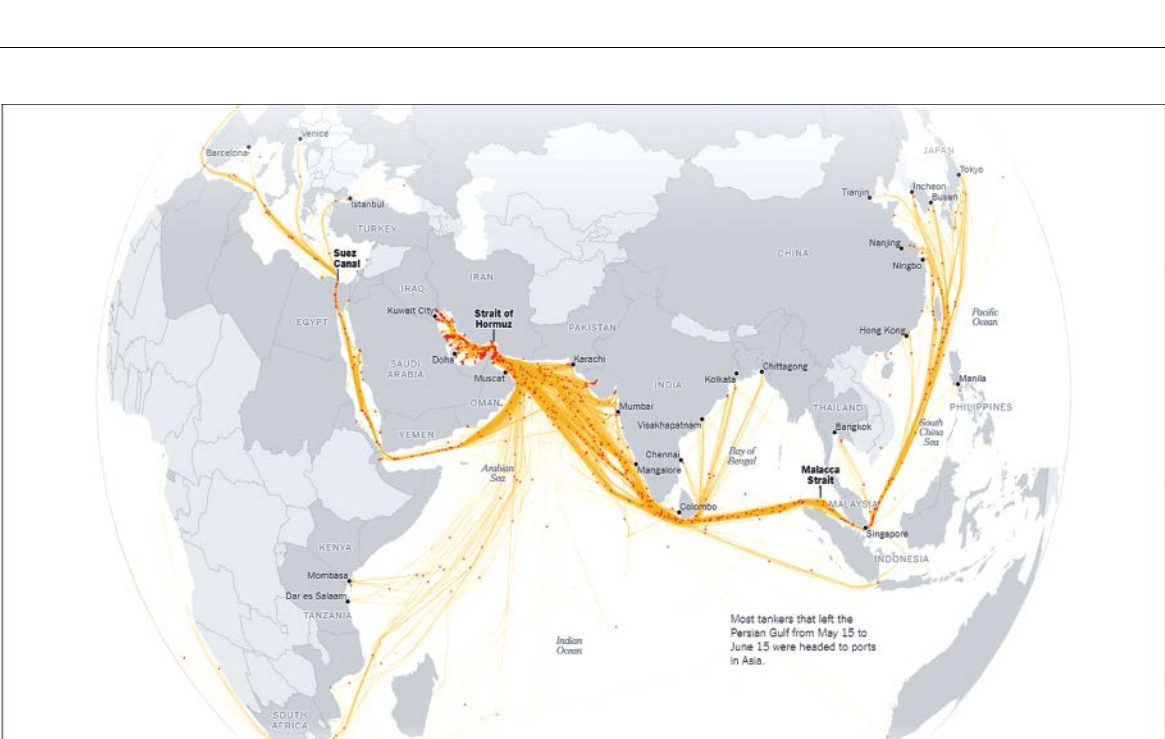 Venice
Barcelona
Istanbul
TURKEY
Suez
Canal
JAPAN
Tokyo
Tianjin
Incheon
Busan
Nanjing
Ningbo
CHINA
IRAN
IRAQ
Kuwait City
Strait of
Hormuz
EGYPT
PAKISTAN
Pacific
Ocean
Hong Kong
Doha
SAUDI
ARABIA
Muscat
Karachi
OMAN
INDIA
Kolkata
Chittagong
Manila
PHILIPPINES
YEMEN
Mumbai
Visakhapatnam
THAILAND
Bangkok
South
China
Sea
Arabian
Sea
Chennai
Mangalore
Bay of
Bengal
Malacca
Strait
Colombo
MALAYSIA
Singapore
INDONESIA
KENYA
Mombasa
Dar es Salaam
TANZANIA
Indian
Ocean
Most tankers that left the
Persian Gulf from May 15 to
June 15 were headed to ports
in Asia.
SOUTH
AFRICA